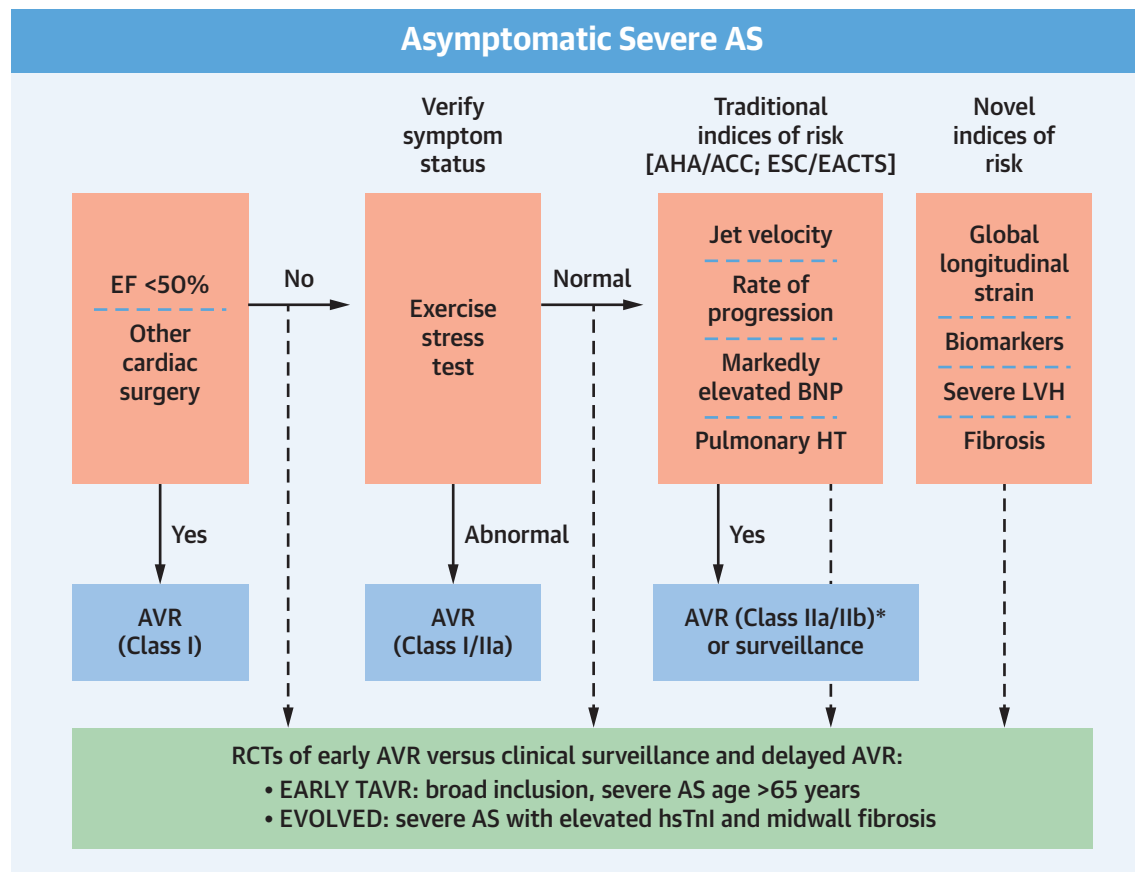 Asymptomatic Severe AS
Verify
symptom
status
Traditional
indices of risk
[AHA/ACC; ESC/EACTS]
Novel
indices of
risk
EF <50%
Other
cardiac
surgery
No
Exercise
stress
test
Normal
Jet velocity
Rate of
progression
Markedly
elevated BNP
Pulmonary HT
Global
longitudinal
strain
Biomarkers
Severe LVH
Fibrosis
Yes
Abnormal
Yes
AVR
(Class I)
AVR
(Class I/IIa)
AVR (Class IIa/IIb)*
or surveillance
RCTs of early AVR versus clinical surveillance and delayed AVR:
• EARLY TAVR: broad inclusion, severe AS age >65 years
• EVOLVED: severe AS with elevated hsTnI and midwall fibrosis